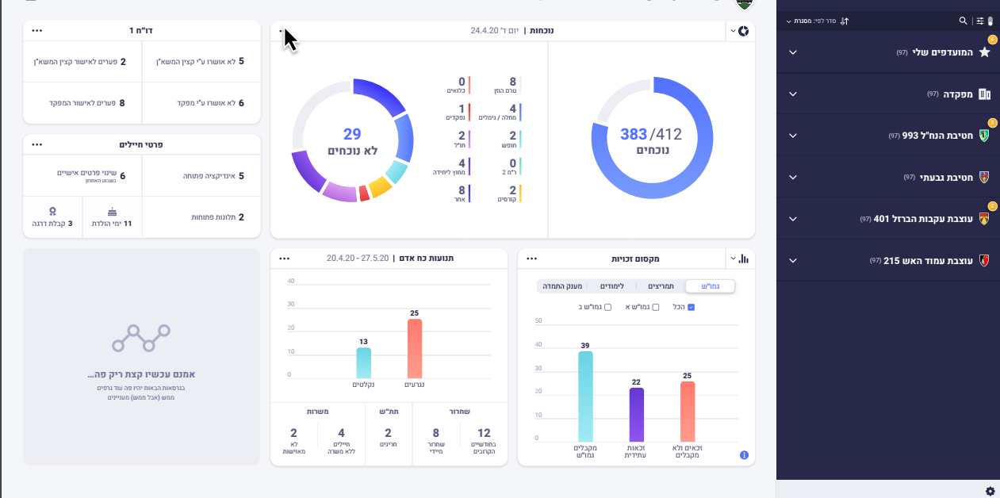 סדר לפי: מסגרת
6
המועדפים שלי (97)
מפקדה (97)
3
חטיבת הנח"ל 993 (97)
חטיבת גבעתי (97)
2
עוצבת עקבות הברזל 401 (97)
עוצבת עמוד האש 215 (97)
נוכחות | יום ד' 24.4.20
383/412
נוכחים
8
טרם הוזן
4
מחלה / גימלים
2
חופש
0
ר"מ 2
2
קורסים
0
כלואים
1
נפקדים
2
חו"ל
4
מחוץ ליחידה
8
אחר
29
לא נוכחים
דו"ח 1
5 לא אושרו ע"י קצין המשא"ן
2 פערים לאישור קצין המשא"ן
6 לא אושרו ע"י מפקד
8 פערים לאישור המפקד
פרטי חיילים
5 אינדיקציה פתוחה
6 שינוי פרטים אישיים
בשבוע האחרון
2 תלונות פתוחות
11 ימי הולדת
3 קבלת דרגה
מקסום זכויות
גמו"ש
תמריצים
לימודים
מענק התמדה
הכל
גמו"ש א
גמו"ש ב
50
40
30
20
10
0
39
22
25
זכאים ולא
מקבלים
זכאות
עתידית
מקבלים
גמו"ש
תנועות כח אדם | 20.4.20 - 27.5.20
40
30
20
10
0
25
13
נגרעים
נקלטים
שחרור
12
בחודשיים
הקרובים
8
שחרור
מיידי
תת"ש
2
חריגים
משרות
4
חיילים
ללא משרה
2
לא
מאוישות
אמנם עכשיו קצת ריק פה...
בגרסאות הבאות יהיו פה עוד גרפים
ממש (אבל ממש) מעניינים